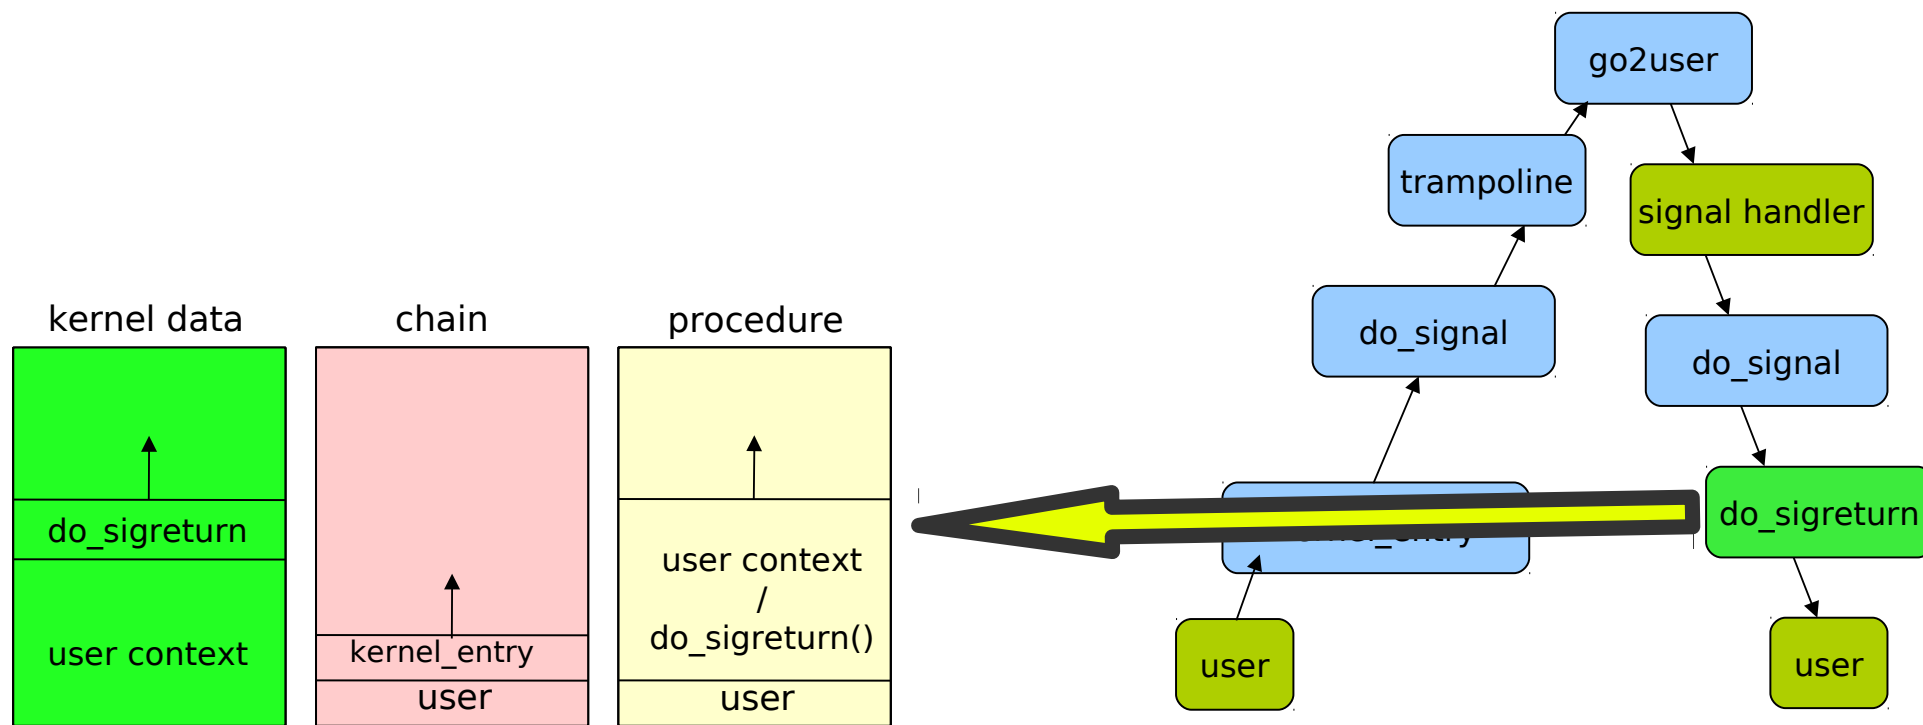 go2user
trampoline
signal handler
kernel data
chain
procedure
do_signal
do_signal
do_sigreturn
user context
/
do_sigreturn()
do_sigreturn
user context
kernel_entry
user
user
user
user